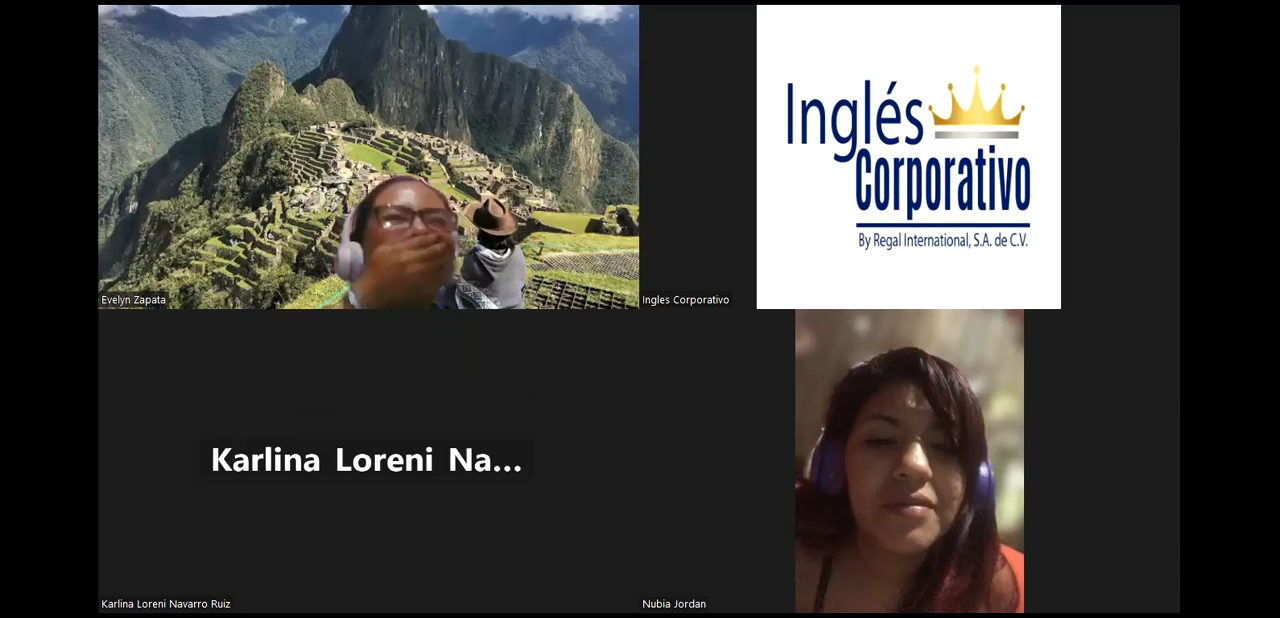 Evelyn Zapata
Inglés
Corporativo
By Regal International, S.A. de C.V.
Ingles Corporativo
Karlina Loreni Na...
Karlina Loreni Navarro Ruiz
Nubia Jordan